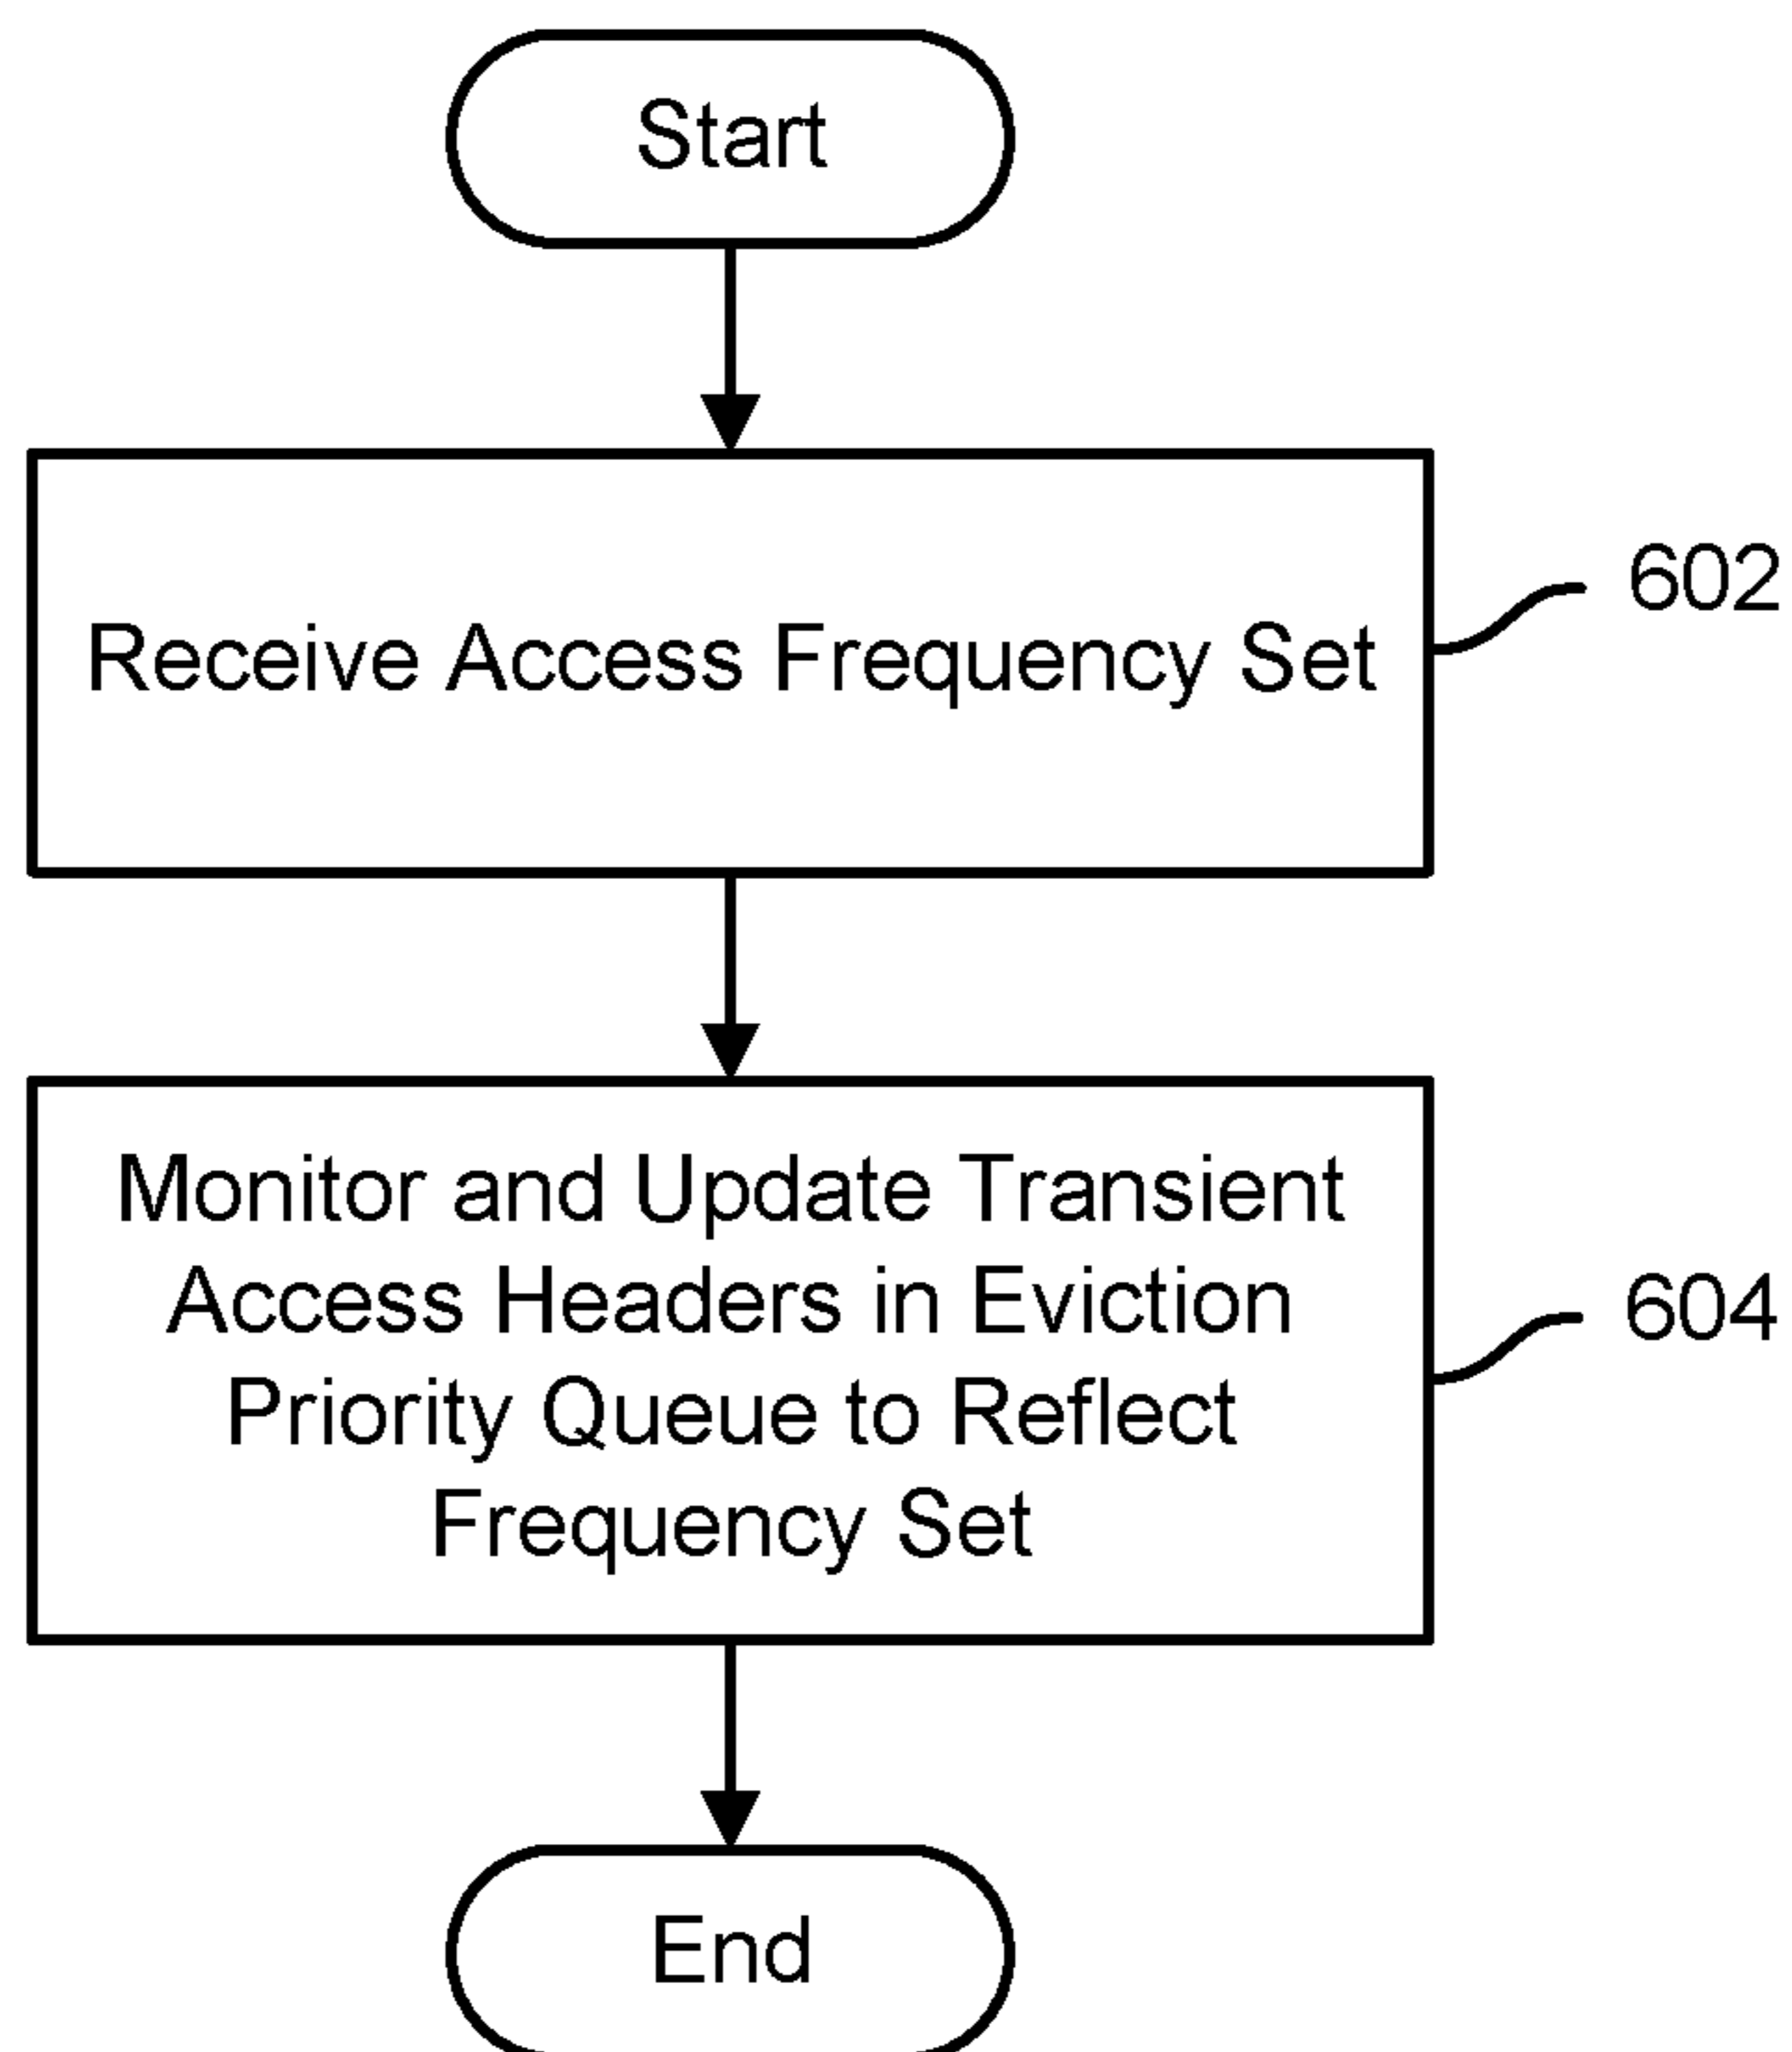 Start
Receive Access Frequency Set
602
Monitor and Update Transient
Access Headers in Eviction
Priority Queue to Reflect
Frequency Set
604
End